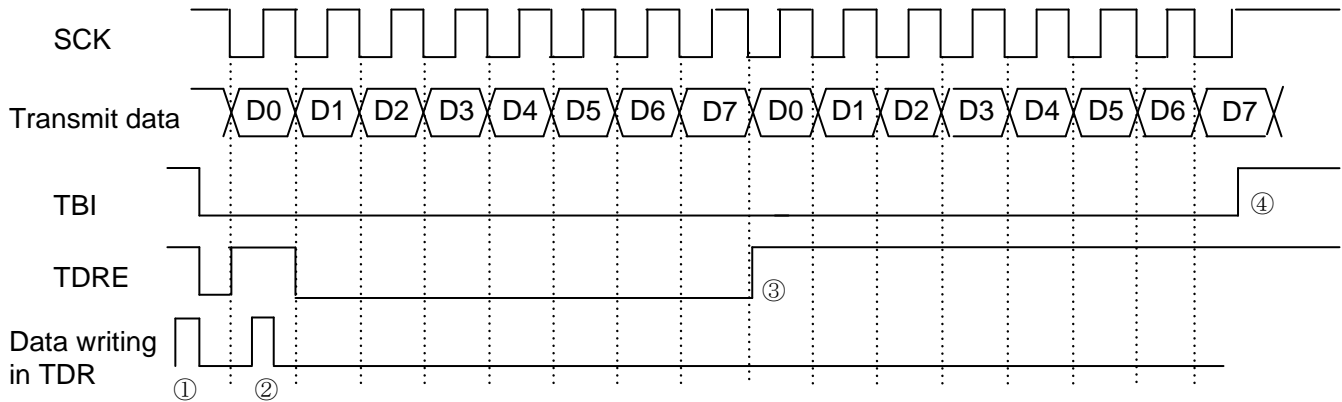 SCK
Transmit data D0 D1 D2 D3 D4 D5 D6 D7 D0 D1 D2 D3 D4 D5 D6 D7
TBI ④
TDRE ③
Data writing
in TDR ① ②